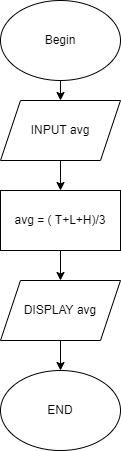 Begin
INPUT avg
avg = ( T+L+H)/3
DISPLAY avg
END